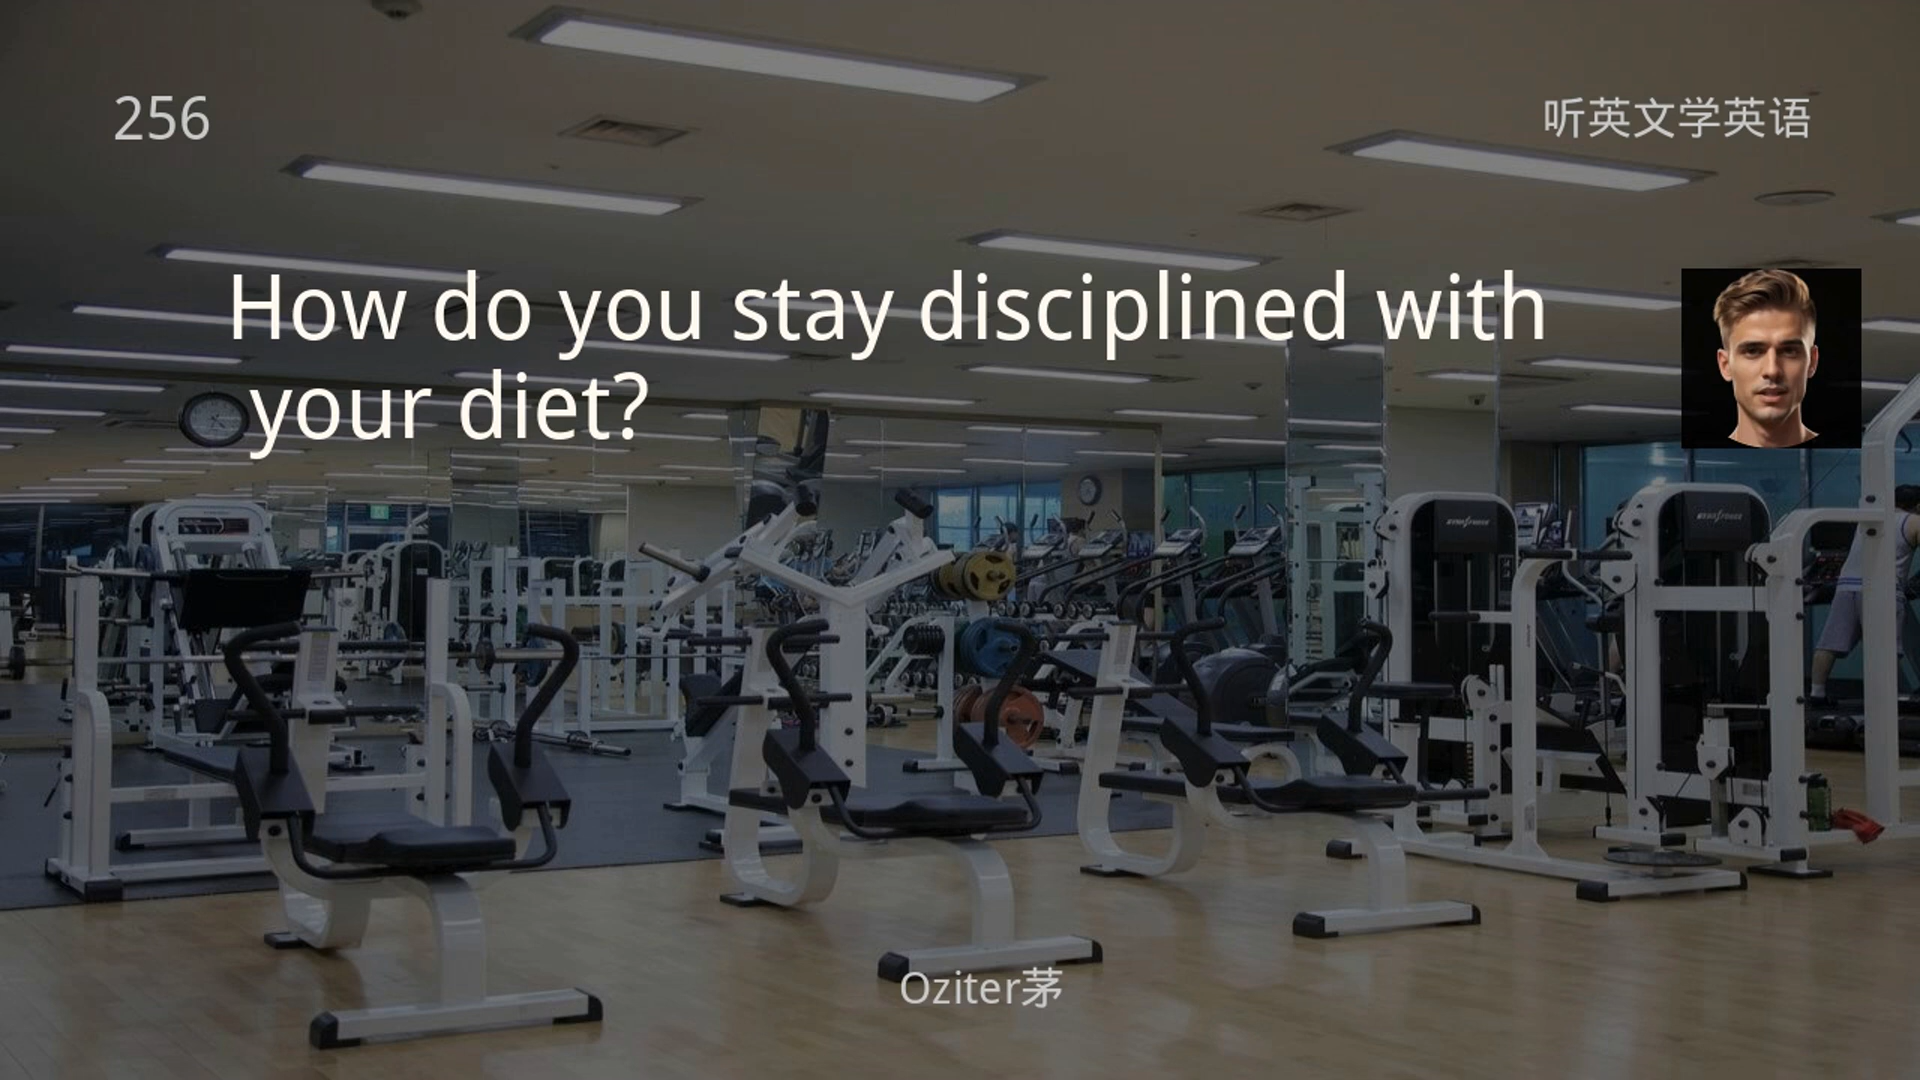 256
听英文学英语
How do you stay disciplined with
your diet?
Oziter茅